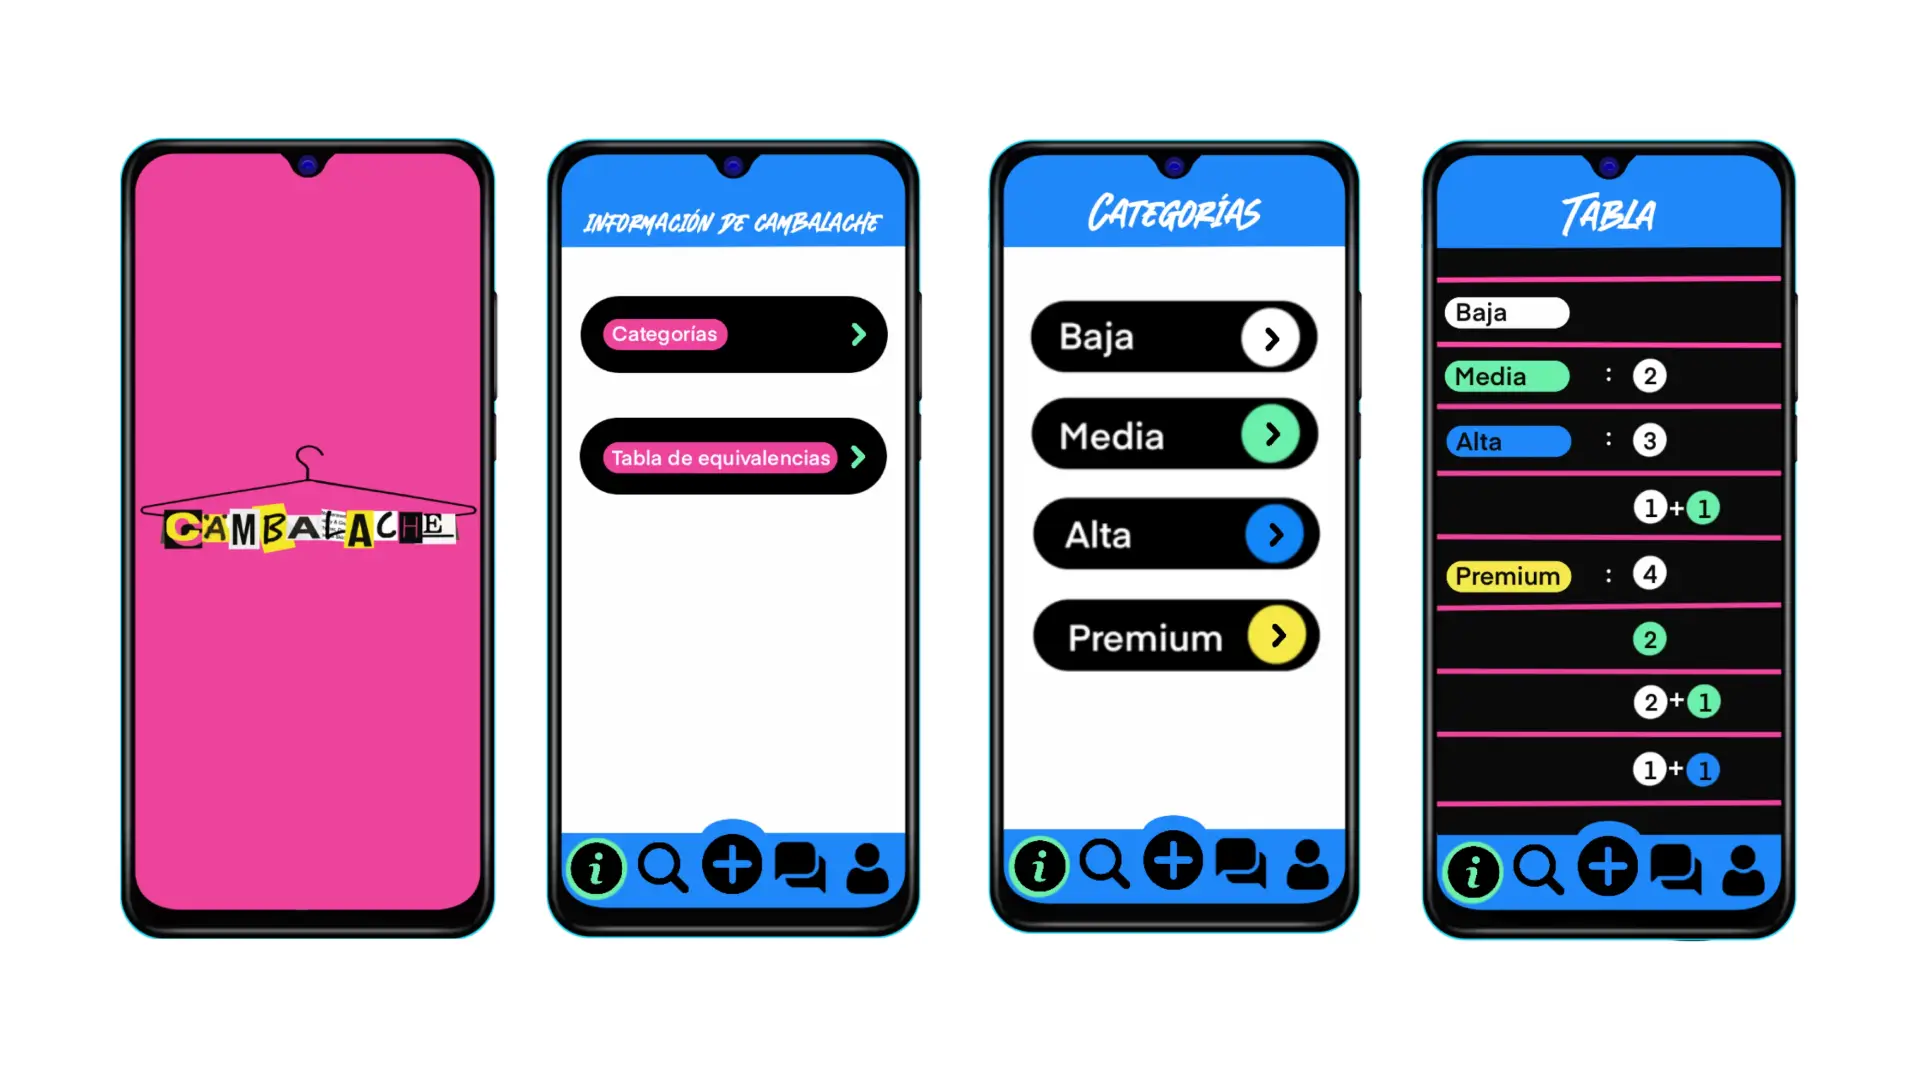 CAMBALACHE
INFORMACIÓN DE CAMBALACHE
Categorías
Tabla de equivalencias
i
CATEGORÍAS
Baja
Media
Alta
Premium
i
TABLA
Baja
Media : 2
Alta : 3
1+1
Premium : 4
2
2+1
1+1
i